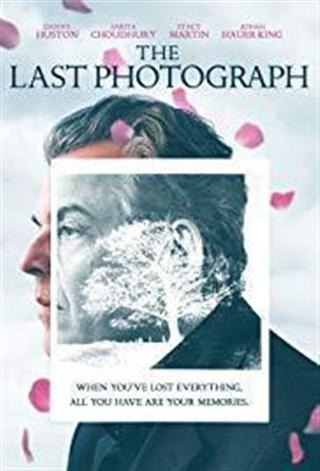 DANNY SARITA STACY JONAH
HUSTON CHOUDHURY MARTIN HAUER-KING
THE
LAST PHOTOGRAPH
WHEN YOU'VE LOST EVERYTHING,
ALL YOU HAVE ARE YOUR MEMORIES.